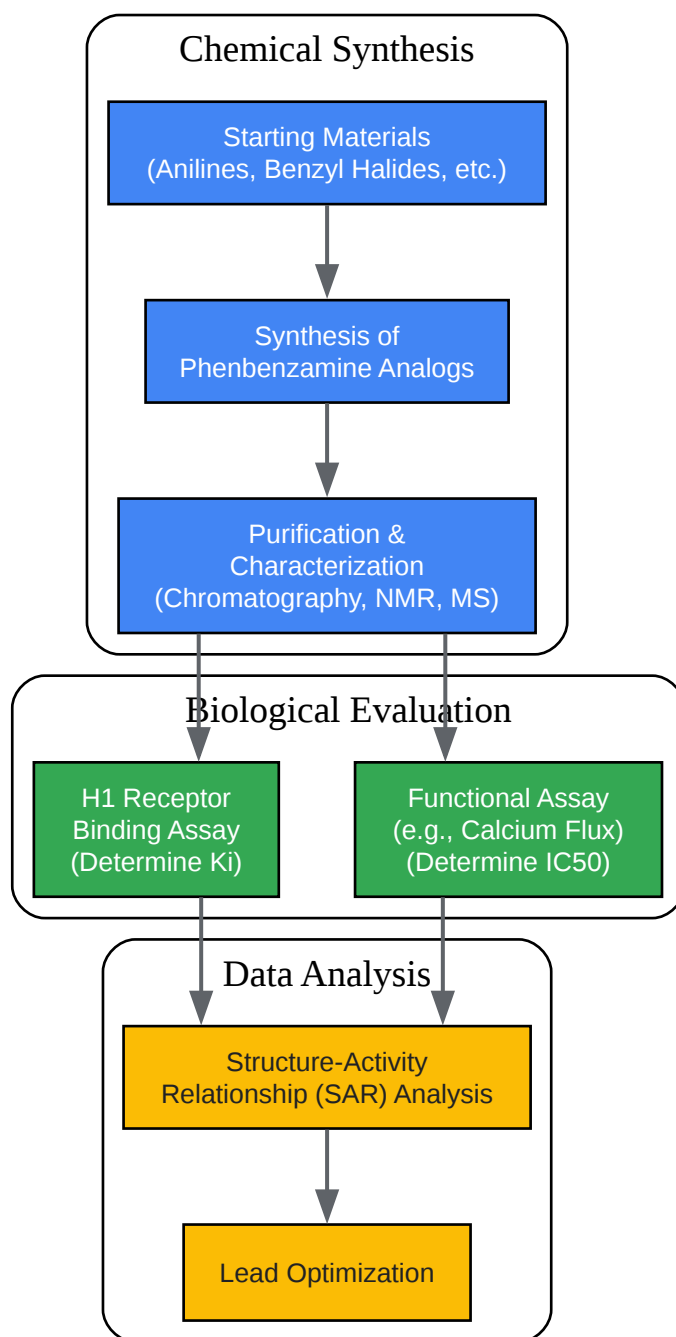 Chemical Synthesis
Starting Materials
(Anilines, Benzyl Halides, etc.)
Synthesis of
Phenbenzamine Analogs
Purification &
Characterization
(Chromatography, NMR, MS)
Biological Evaluation
H1 Receptor
Binding Assay
(Determine Ki)
Functional Assay
(e.g., Calcium Flux)
(Determine IC50)
Data Analysis
Structure-Activity
Relationship (SAR) Analysis
Lead Optimization